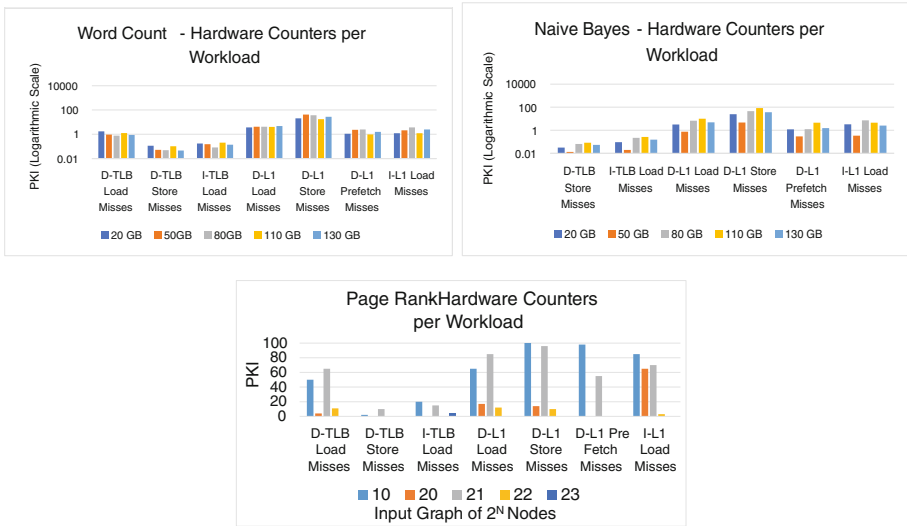 Word Count - Hardware Counters per
Workload
PKI (Logarithmic Scale)
10000
100
1
0.01
D-TLB Load Misses
D-TLB Store Misses
I-TLB Load Misses
D-L1 Load Misses
D-L1 Store Misses
D-L1 Prefetch Misses
I-L1 Load Misses
20 GB 50GB 80GB 110 GB 130 GB
Naive Bayes - Hardware Counters per
Workload
PKI (Logarithmic Scale)
10000
100
1
0.01
D-TLB Store Misses
I-TLB Load Misses
D-L1 Load Misses
D-L1 Store Misses
D-L1 Prefetch Misses
I-L1 Load Misses
20 GB 50 GB 80 GB 110 GB 130 GB
Page RankHardware Counters
per Workload
PKI
100
80
60
40
20
0
D-TLB Load Misses
D-TLB Store Misses
I-TLB Load Misses
D-L1 Load Misses
D-L1 Store Misses
D-L1 Pre Fetch Misses
I-L1 Load Misses
10 20 21 22 23
Input Graph of 2^N Nodes